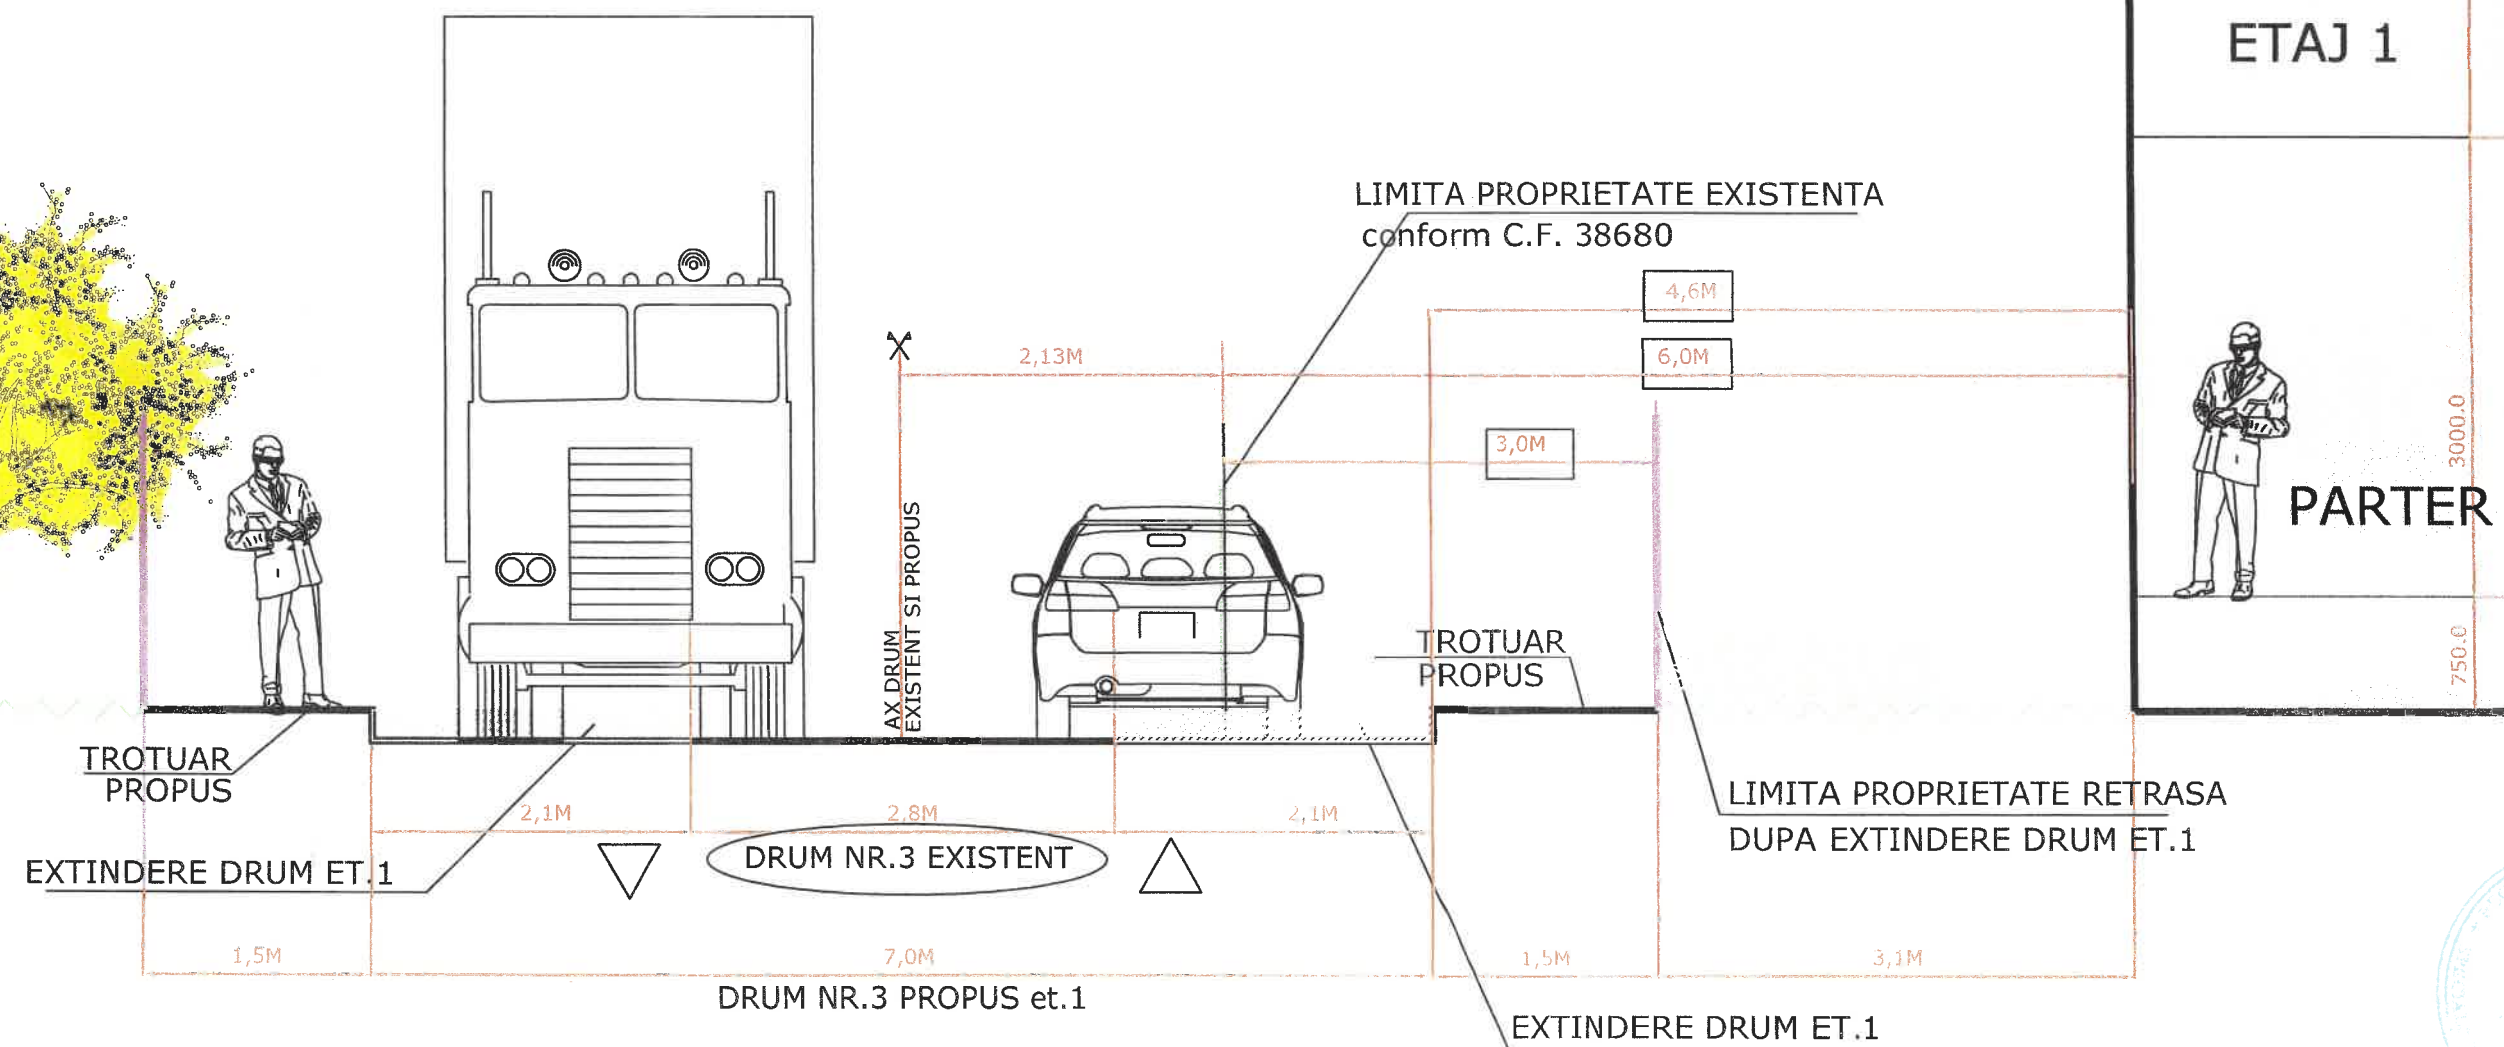 ETAJ 1
LIMITA PROPRIETATE EXISTENTA
conform C.F. 38680
4,6M
2,13M
6,0M
3,0M
3000.0
PARTER
AX DRUM
EXISTENT SI PROPUS
TROTUAR
PROPUS
750.0
TROTUAR
PROPUS
LIMITA PROPRIETATE RETRASA
DUPA EXTINDERE DRUM ET.1
2,1M
2,8M
2,1M
DRUM NR.3 EXISTENT
EXTINDERE DRUM ET.1
1,5M
7,0M
1,5M
3,1M
DRUM NR.3 PROPUS et.1
EXTINDERE DRUM ET.1